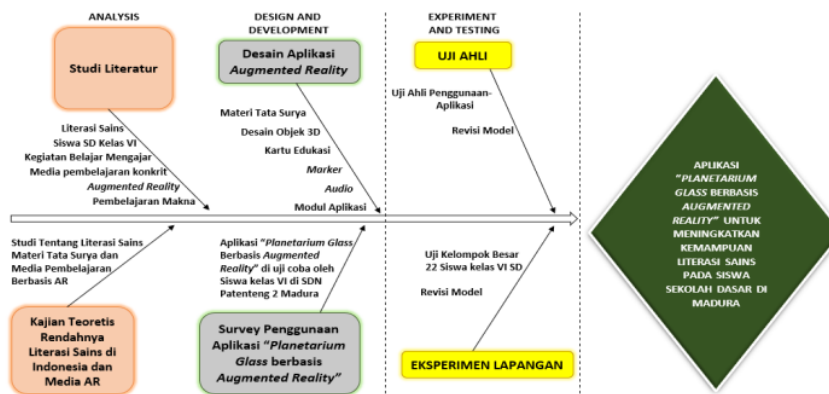 ANALYSIS
Studi Literatur
Literasi Sains
Siswa SD Kelas VI
Kegiatan Belajar Mengajar
Media pembelajaran konkrit
Augmented Reality
Pembelajaran Makna
Studi Tentang Literasi Sains
Materi Tata Surya dan
Media Pembelajaran
Berbasis AR
Kajian Teoretis
Rendahnya
Literasi Sains di
Indonesia dan
Media AR
DESIGN AND
DEVELOPMENT
Desain Aplikasi
Augmented Reality
Materi Tata Surya
Desain Objek 3D
Kartu Edukasi
Marker
Audio
Modul Aplikasi
Aplikasi "Planetarium Glass
Berbasis Augmented
Reality" di uji coba oleh
Siswa kelas VI di SDN
Patenteng 2 Madura
Survey Penggunaan
Aplikasi "Planetarium
Glass berbasis
Augmented Reality"
EXPERIMENT
AND TESTING
UJI AHLI
Uji Ahli Penggunaan-
Aplikasi
Revisi Model
Uji Kelompok Besar
22 Siswa kelas VI SD
Revisi Model
EKSPERIMEN LAPANGAN
APLIKASI
"PLANETARIUM
GLASS BERBASIS
AUGMENTED
REALITY" UNTUK
MENINGKATKAN
KEMAMPUAN
LITERASI SAINS
PADA SISWA
SEKOLAH DASAR DI
MADURA